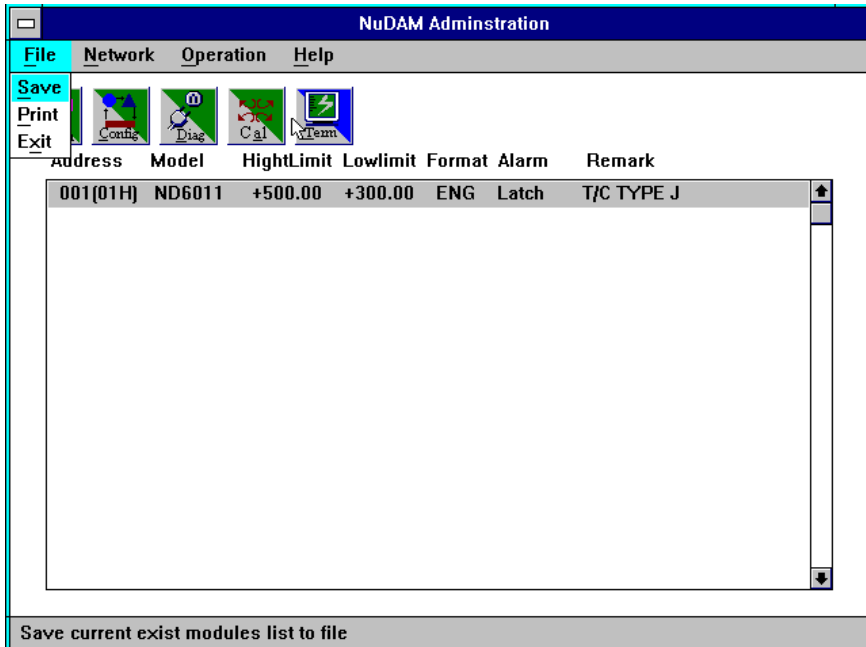 NuDAM Adminstration
File Network Operation Help
Save
Print
Exit
Config Diag Cal Term
Address Model HightLimit Lowlimit Format Alarm Remark
001(01H) ND6011 +500.00 +300.00 ENG Latch T/C TYPE J
Save current exist modules list to file